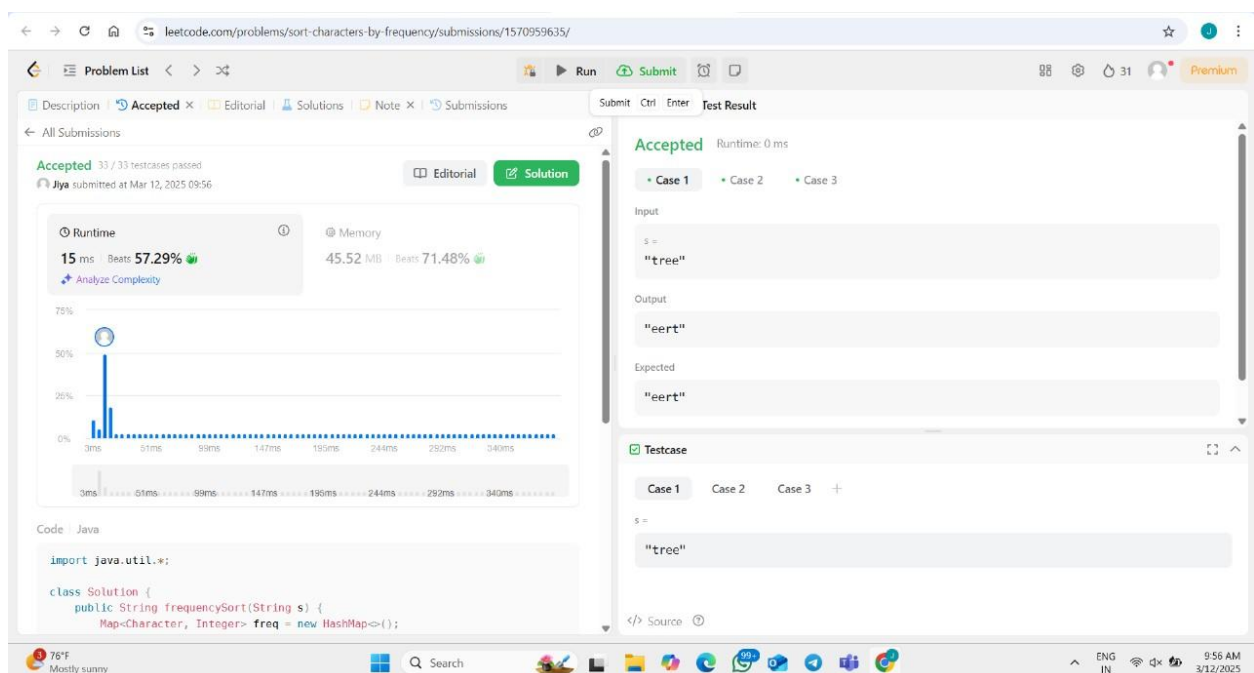 leetcode.com/problems/sort-characters-by-frequency/submissions/1570959635/
J
Problem List
Run
Submit
31
Premium
Description
Accepted
Editorial
Solutions
Note
Submissions
Submit Ctrl Enter
Test Result
All Submissions
Accepted 33 / 33 testcases passed
Jiya submitted at Mar 12, 2025 09:56
Editorial
Solution
Runtime
15 ms Beats 57.29%
Analyze Complexity
Memory
45.52 MB Beats 71.48%
75%
50%
25%
0%
3ms 51ms 99ms 147ms 195ms 244ms 292ms 340ms
3ms 51ms 99ms 147ms 195ms 244ms 292ms 340ms
Code Java
import java.util.*;
class Solution {
public String frequencySort(String s) {
Map<Character, Integer> freq = new HashMap<>();
Accepted Runtime: 0 ms
Case 1 Case 2 Case 3
Input
s =
"tree"
Output
"eert"
Expected
"eert"
Testcase
Case 1 Case 2 Case 3 +
s =
"tree"
</> Source
3
76°F
Mostly sunny
Search
99+
ENG
IN
9:56 AM
3/12/2025